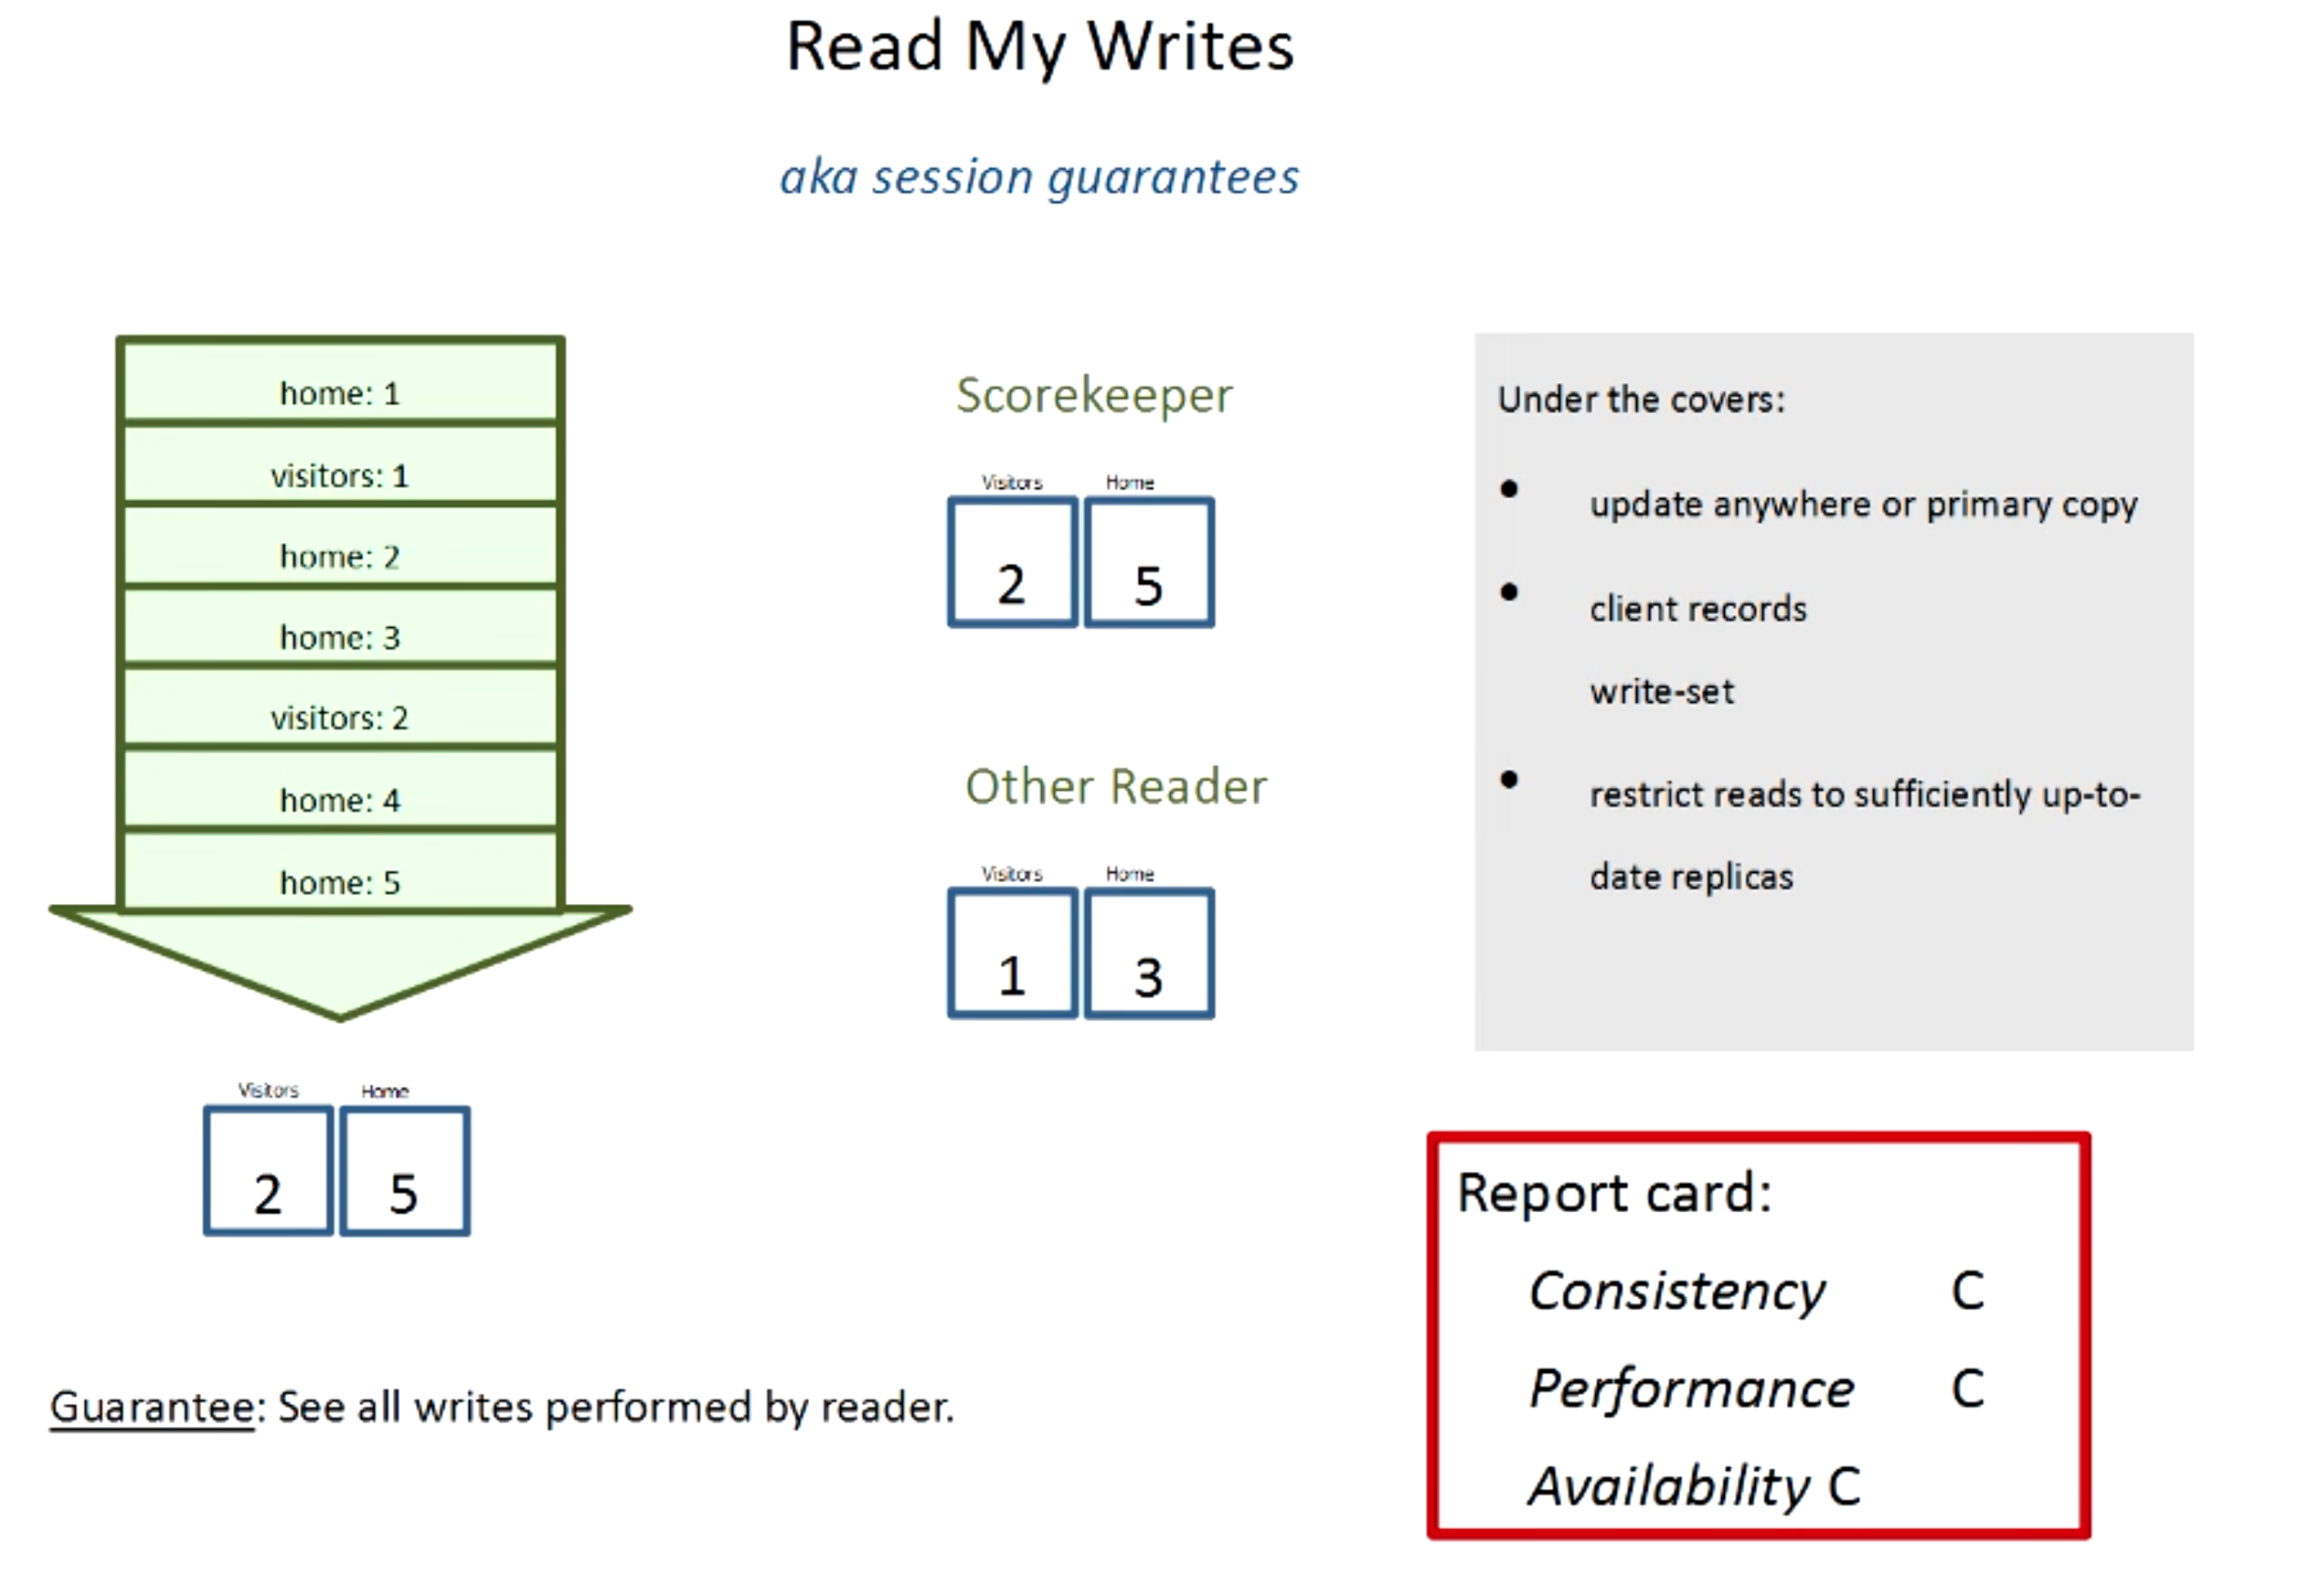 Read My Writes
aka session guarantees
home: 1
visitors: 1
home: 2
home: 3
visitors: 2
home: 4
home: 5
Visitors Home
2 5
Scorekeeper
Visitors Home
2 5
Other Reader
Visitors Home
1 3
Under the covers:
• update anywhere or primary copy
• client records
write-set
• restrict reads to sufficiently up-to-
date replicas
Guarantee: See all writes performed by reader.
Report card:
Consistency C
Performance C
Availability C